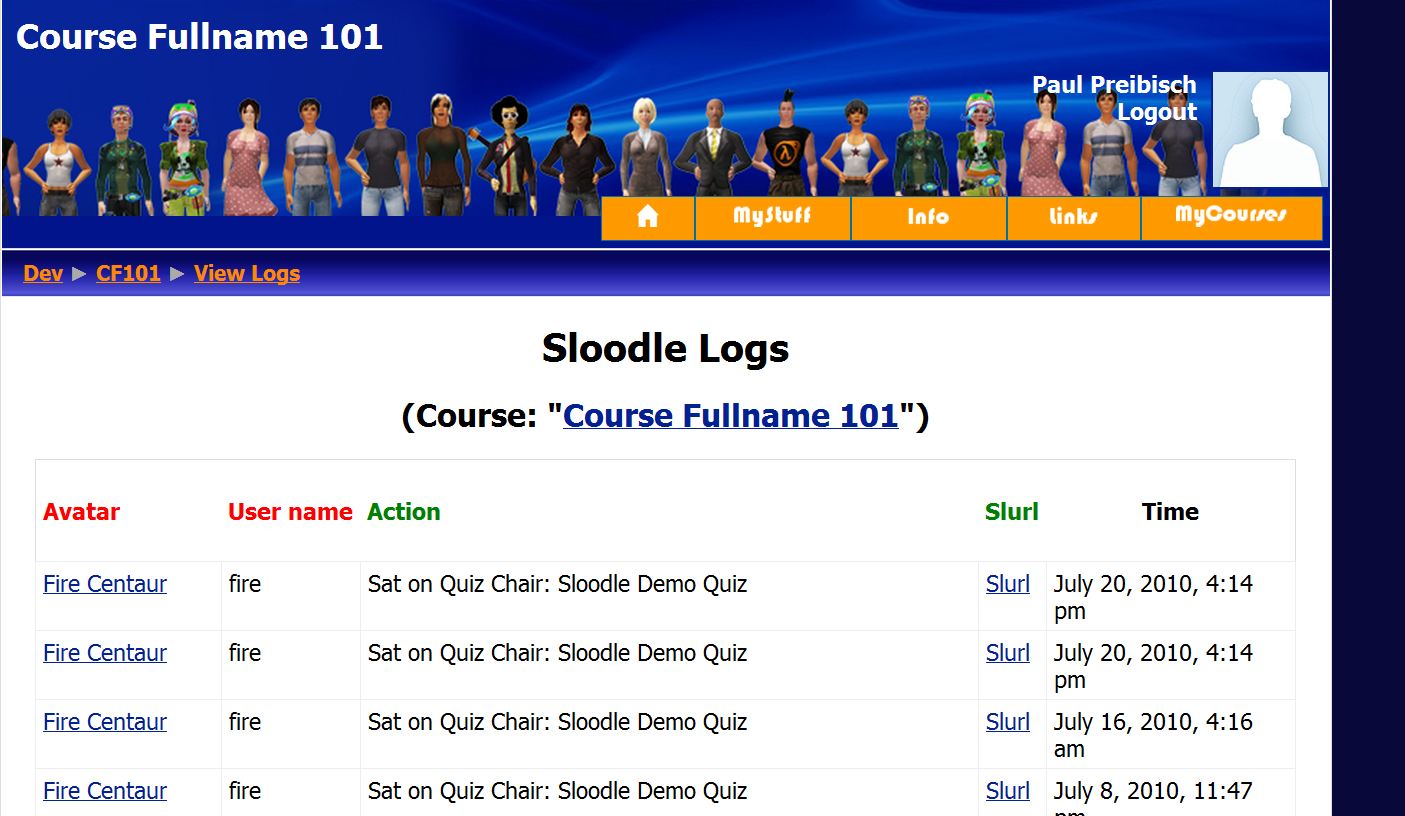 Course Fullname 101
Paul Preibisch
Logout
MyStuff Info Links MyCourses
Dev ► CF101 ► View Logs
Sloodle Logs
(Course: "Course Fullname 101")
Avatar User name Action Slurl Time
Fire Centaur fire Sat on Quiz Chair: Sloodle Demo Quiz Slurl July 20, 2010, 4:14
pm
Fire Centaur fire Sat on Quiz Chair: Sloodle Demo Quiz Slurl July 20, 2010, 4:14
pm
Fire Centaur fire Sat on Quiz Chair: Sloodle Demo Quiz Slurl July 16, 2010, 4:16
am
Fire Centaur fire Sat on Quiz Chair: Sloodle Demo Quiz Slurl July 8, 2010, 11:47
pm